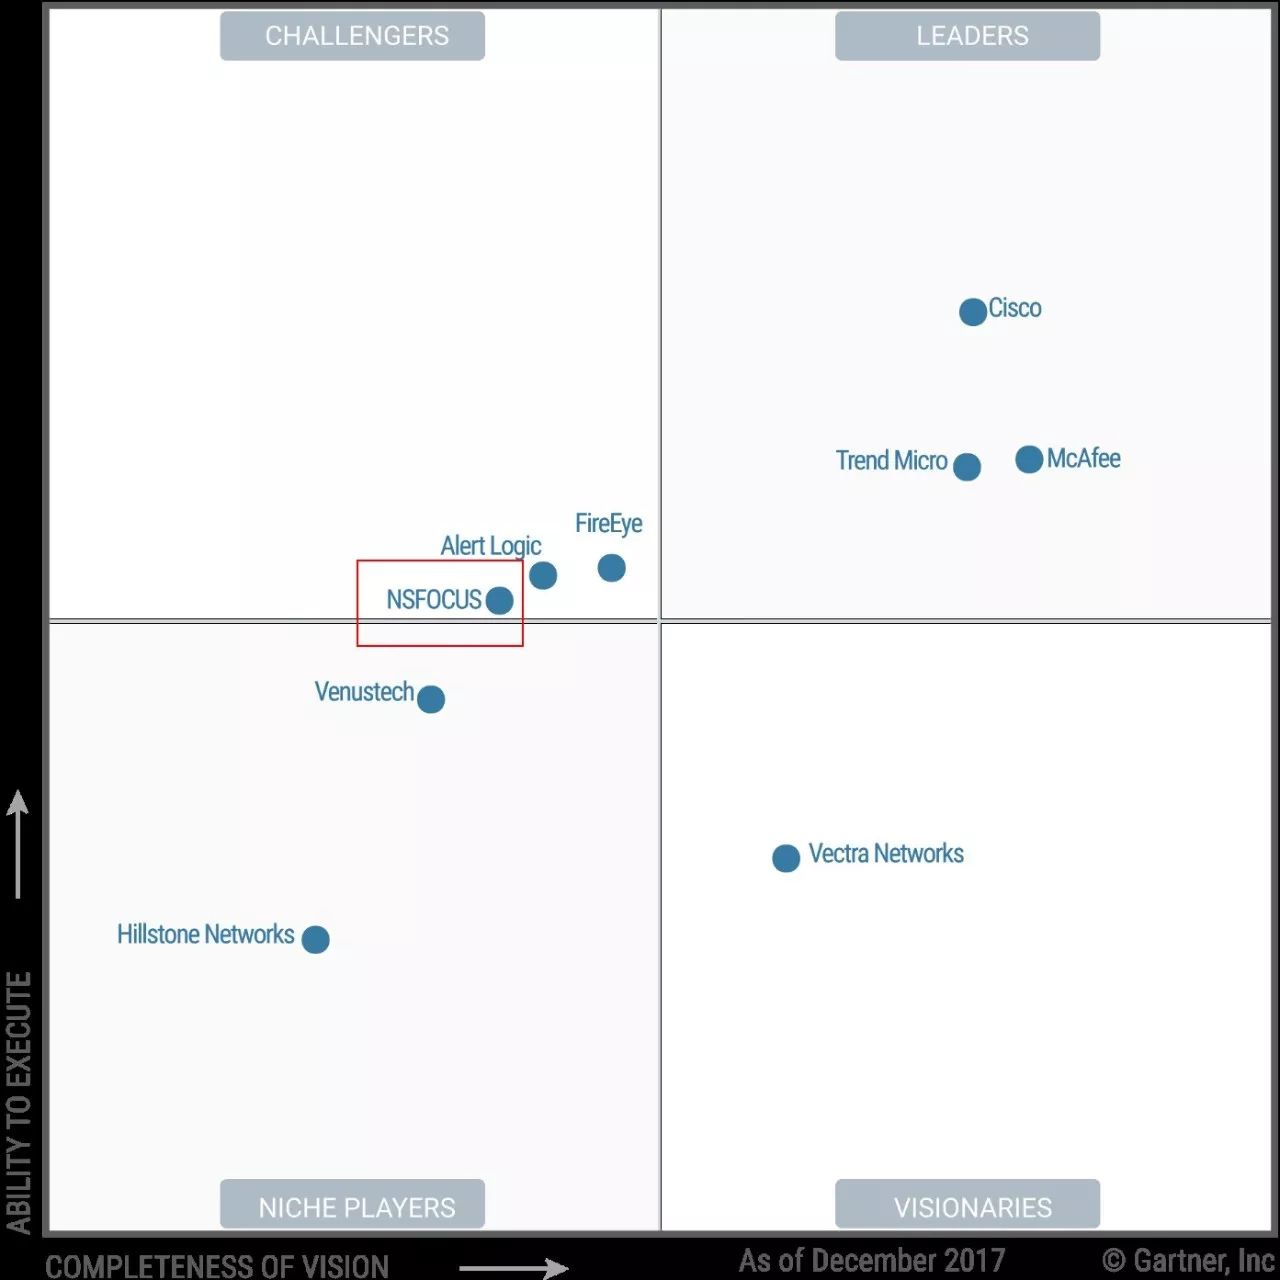 CHALLENGERS
LEADERS
Cisco
Trend Micro
McAfee
FireEye
Alert Logic
NSFOCUS
Venustech
Vectra Networks
Hillstone Networks
ABILITY TO EXECUTE
NICHE PLAYERS
VISIONARIES
COMPLETENESS OF VISION
As of December 2017
© Gartner, Inc